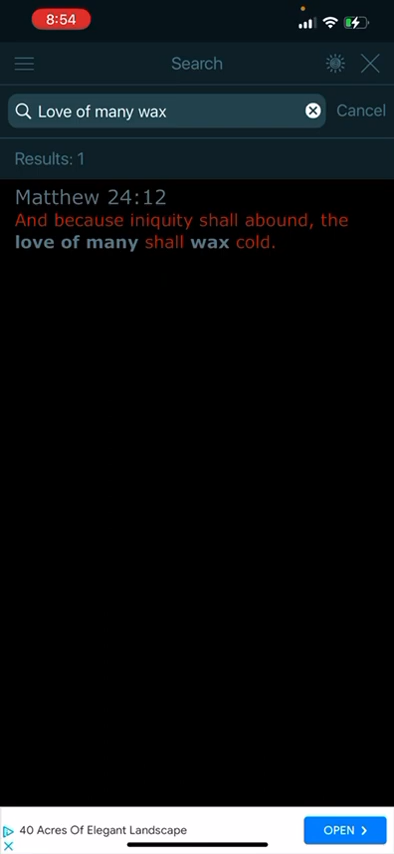 8:54
Search
Love of many wax
Cancel
Results: 1
Matthew 24:12
And because iniquity shall abound, the
love of many shall wax cold.
40 Acres Of Elegant Landscape
OPEN